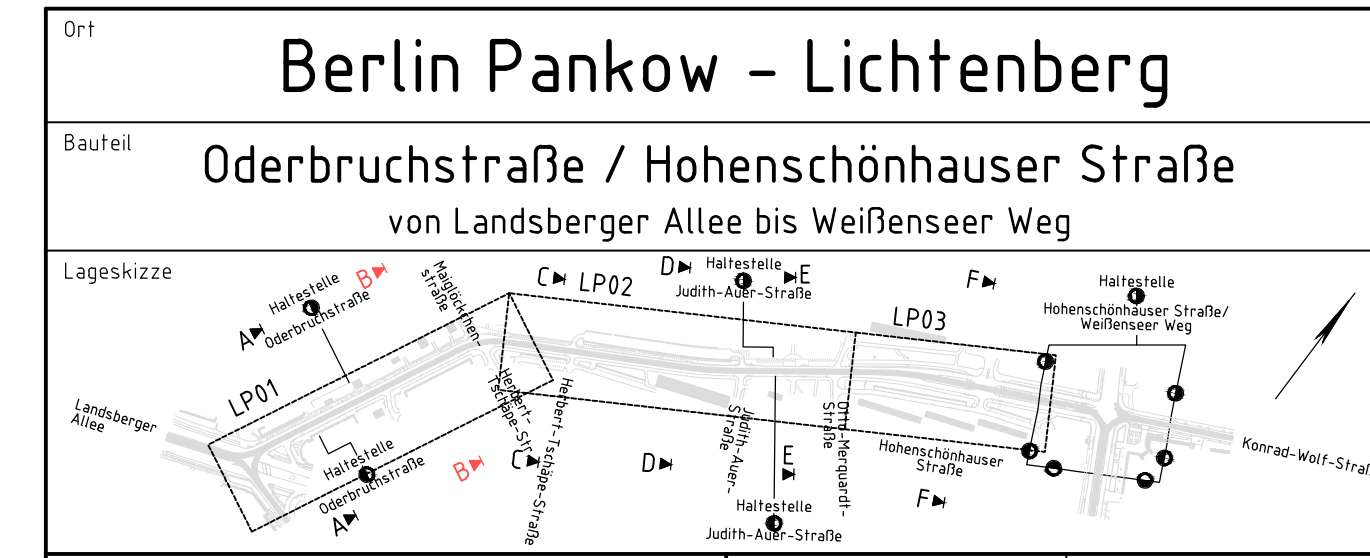 Ort
Berlin Pankow - Lichtenberg
Bauteil
Oderbruchstraße / Hohenschönhauser Straße
von Landsberger Allee bis Weißenseer Weg
Lageskizze
A
Haltestelle
Oderbruchstraße
B
Maiglöckchen-
straße
C
LP02
D
Haltestelle
Judith-Auer-Straße
E
F
Haltestelle
Hohenschönhauser Straße/
Weißenseer Weg
LP01
LP03
Landsberger
Allee
Haltestelle
Oderbruchstraße
A
B
Herbert-
Tschäpe-Str.
C
Herbert-Tschäpe-Straße
D
Judith-Auer-
Straße
E
Haltestelle
Judith-Auer-Straße
Otto-Merquardt-
Straße
Hohenschönhauser
Straße
F
Konrad-Wolf-Straß